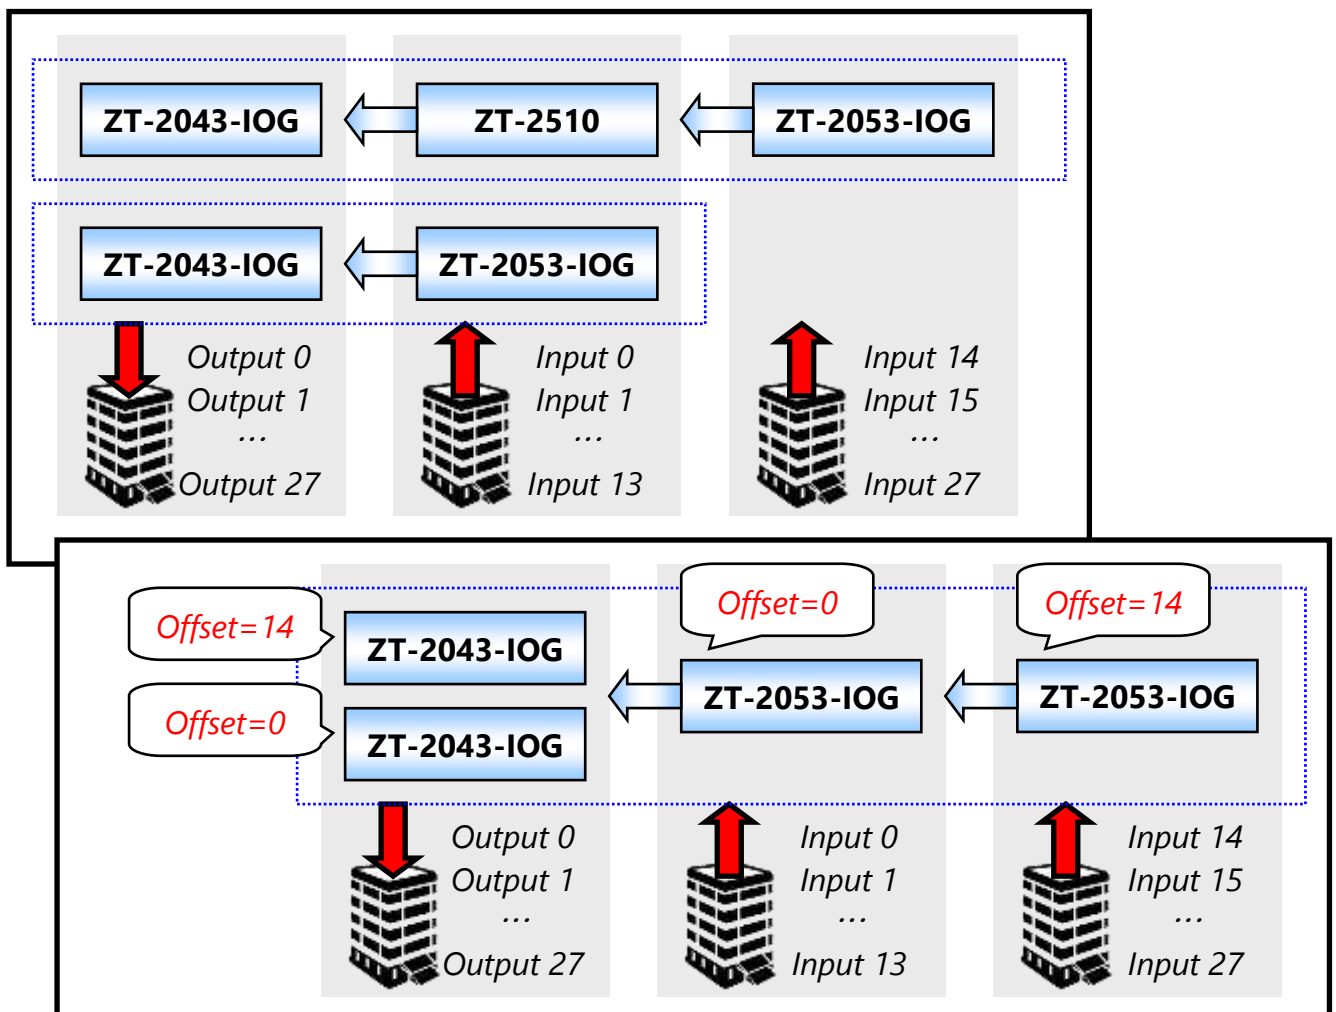 ZT-2043-IOG
ZT-2510
ZT-2053-IOG
ZT-2043-IOG
ZT-2053-IOG
Output 0
Output 1
...
Output 27
Input 0
Input 1
...
Input 13
Input 14
Input 15
...
Input 27
Offset=14
Offset=0
Offset=0
Offset=14
ZT-2043-IOG
ZT-2043-IOG
ZT-2053-IOG
ZT-2053-IOG
Output 0
Output 1
...
Output 27
Input 0
Input 1
...
Input 13
Input 14
Input 15
...
Input 27